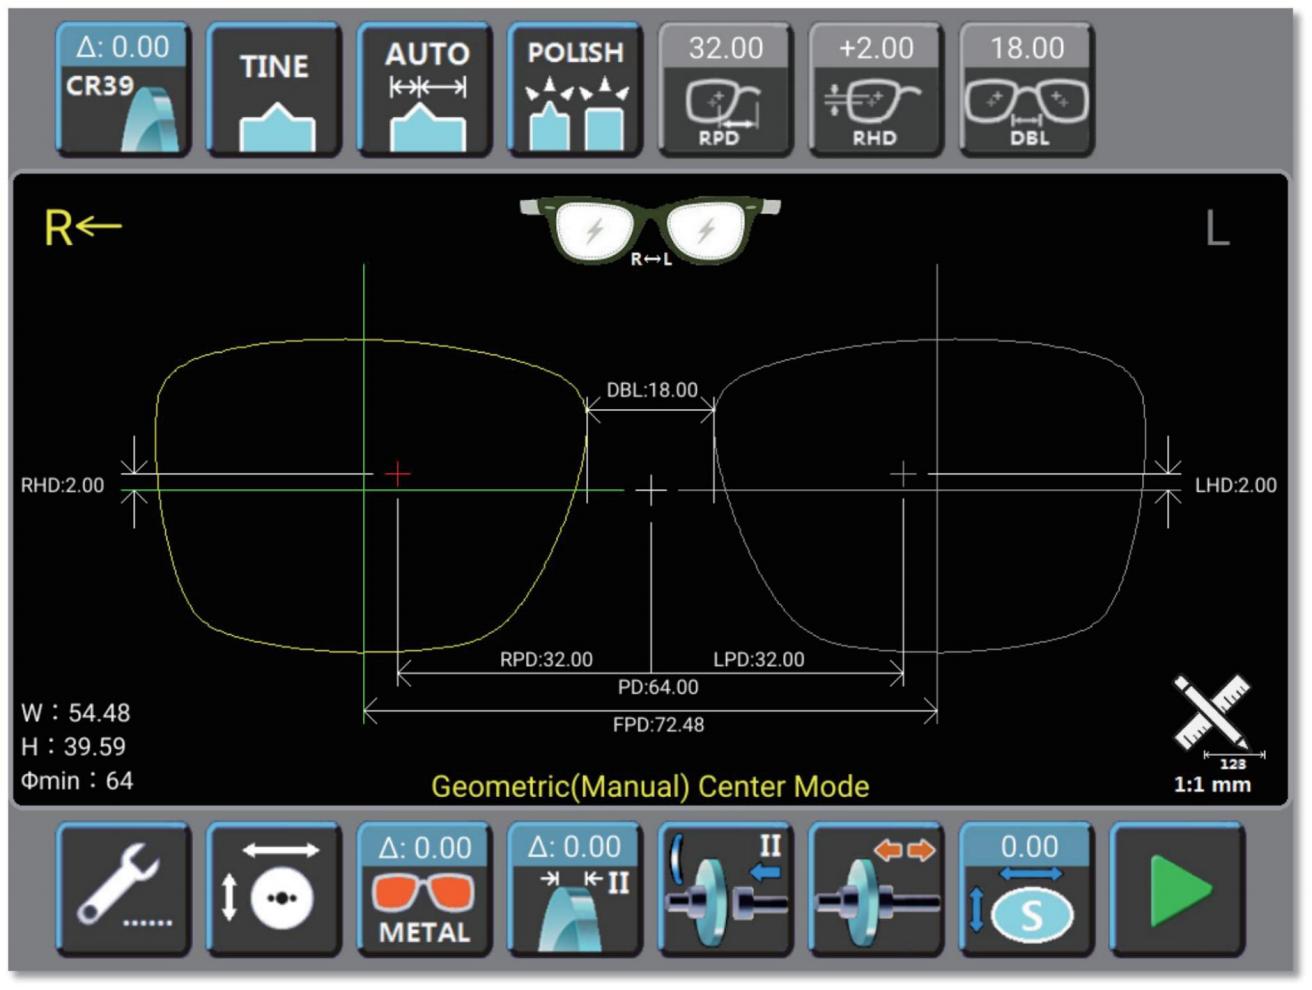 Δ: 0.00
CR39
TINE
AUTO
POLISH
32.00
RPD
+2.00
RHD
18.00
DBL
R←
L
R↔L
DBL:18.00
RHD:2.00
LHD:2.00
RPD:32.00
LPD:32.00
PD:64.00
FPD:72.48
W : 54.48
H : 39.59
Φmin : 64
Geometric(Manual) Center Mode
123
1:1 mm
......
Δ: 0.00
METAL
Δ: 0.00
II
II
0.00
S